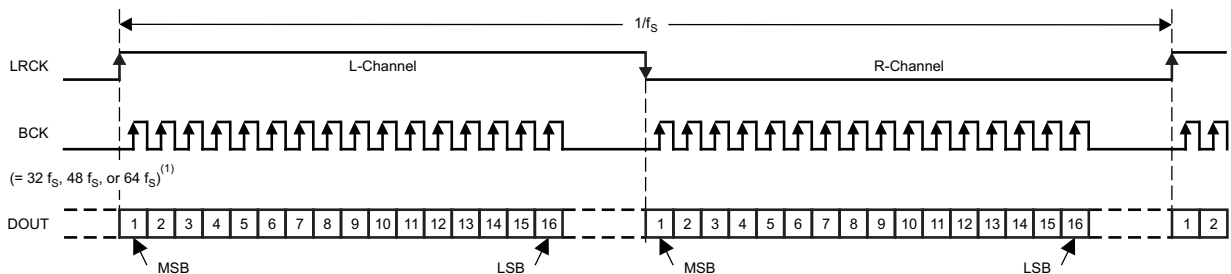 1/fS
LRCK
L-Channel
R-Channel
BCK
(= 32 fS, 48 fS, or 64 fS)(1)
DOUT
1 2 3 4 5 6 7 8 9 10 11 12 13 14 15 16
1 2 3 4 5 6 7 8 9 10 11 12 13 14 15 16
1 2
MSB
LSB
MSB
LSB